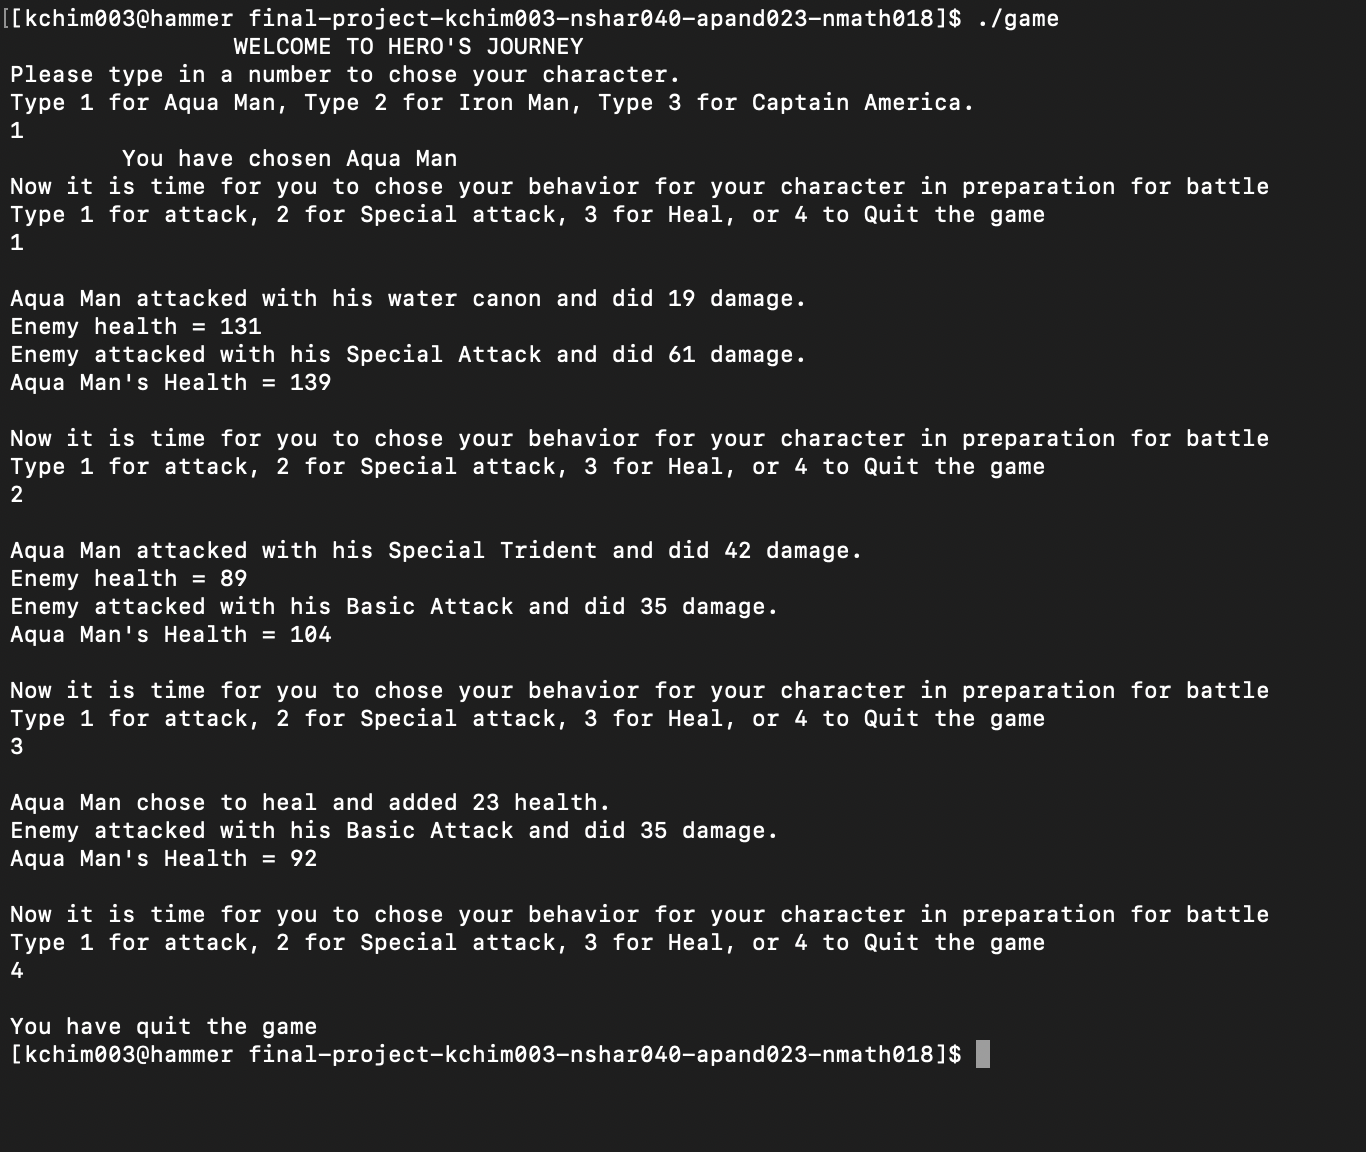 [[kchim003@hammer final-project-kchim003-nshar040-apand023-nmath018]$ ./game
WELCOME TO HERO'S JOURNEY
Please type in a number to chose your character.
Type 1 for Aqua Man, Type 2 for Iron Man, Type 3 for Captain America.
1
You have chosen Aqua Man
Now it is time for you to chose your behavior for your character in preparation for battle
Type 1 for attack, 2 for Special attack, 3 for Heal, or 4 to Quit the game
1
Aqua Man attacked with his water canon and did 19 damage.
Enemy health = 131
Enemy attacked with his Special Attack and did 61 damage.
Aqua Man's Health = 139
Now it is time for you to chose your behavior for your character in preparation for battle
Type 1 for attack, 2 for Special attack, 3 for Heal, or 4 to Quit the game
2
Aqua Man attacked with his Special Trident and did 42 damage.
Enemy health = 89
Enemy attacked with his Basic Attack and did 35 damage.
Aqua Man's Health = 104
Now it is time for you to chose your behavior for your character in preparation for battle
Type 1 for attack, 2 for Special attack, 3 for Heal, or 4 to Quit the game
3
Aqua Man chose to heal and added 23 health.
Enemy attacked with his Basic Attack and did 35 damage.
Aqua Man's Health = 92
Now it is time for you to chose your behavior for your character in preparation for battle
Type 1 for attack, 2 for Special attack, 3 for Heal, or 4 to Quit the game
4
You have quit the game
[kchim003@hammer final-project-kchim003-nshar040-apand023-nmath018]$